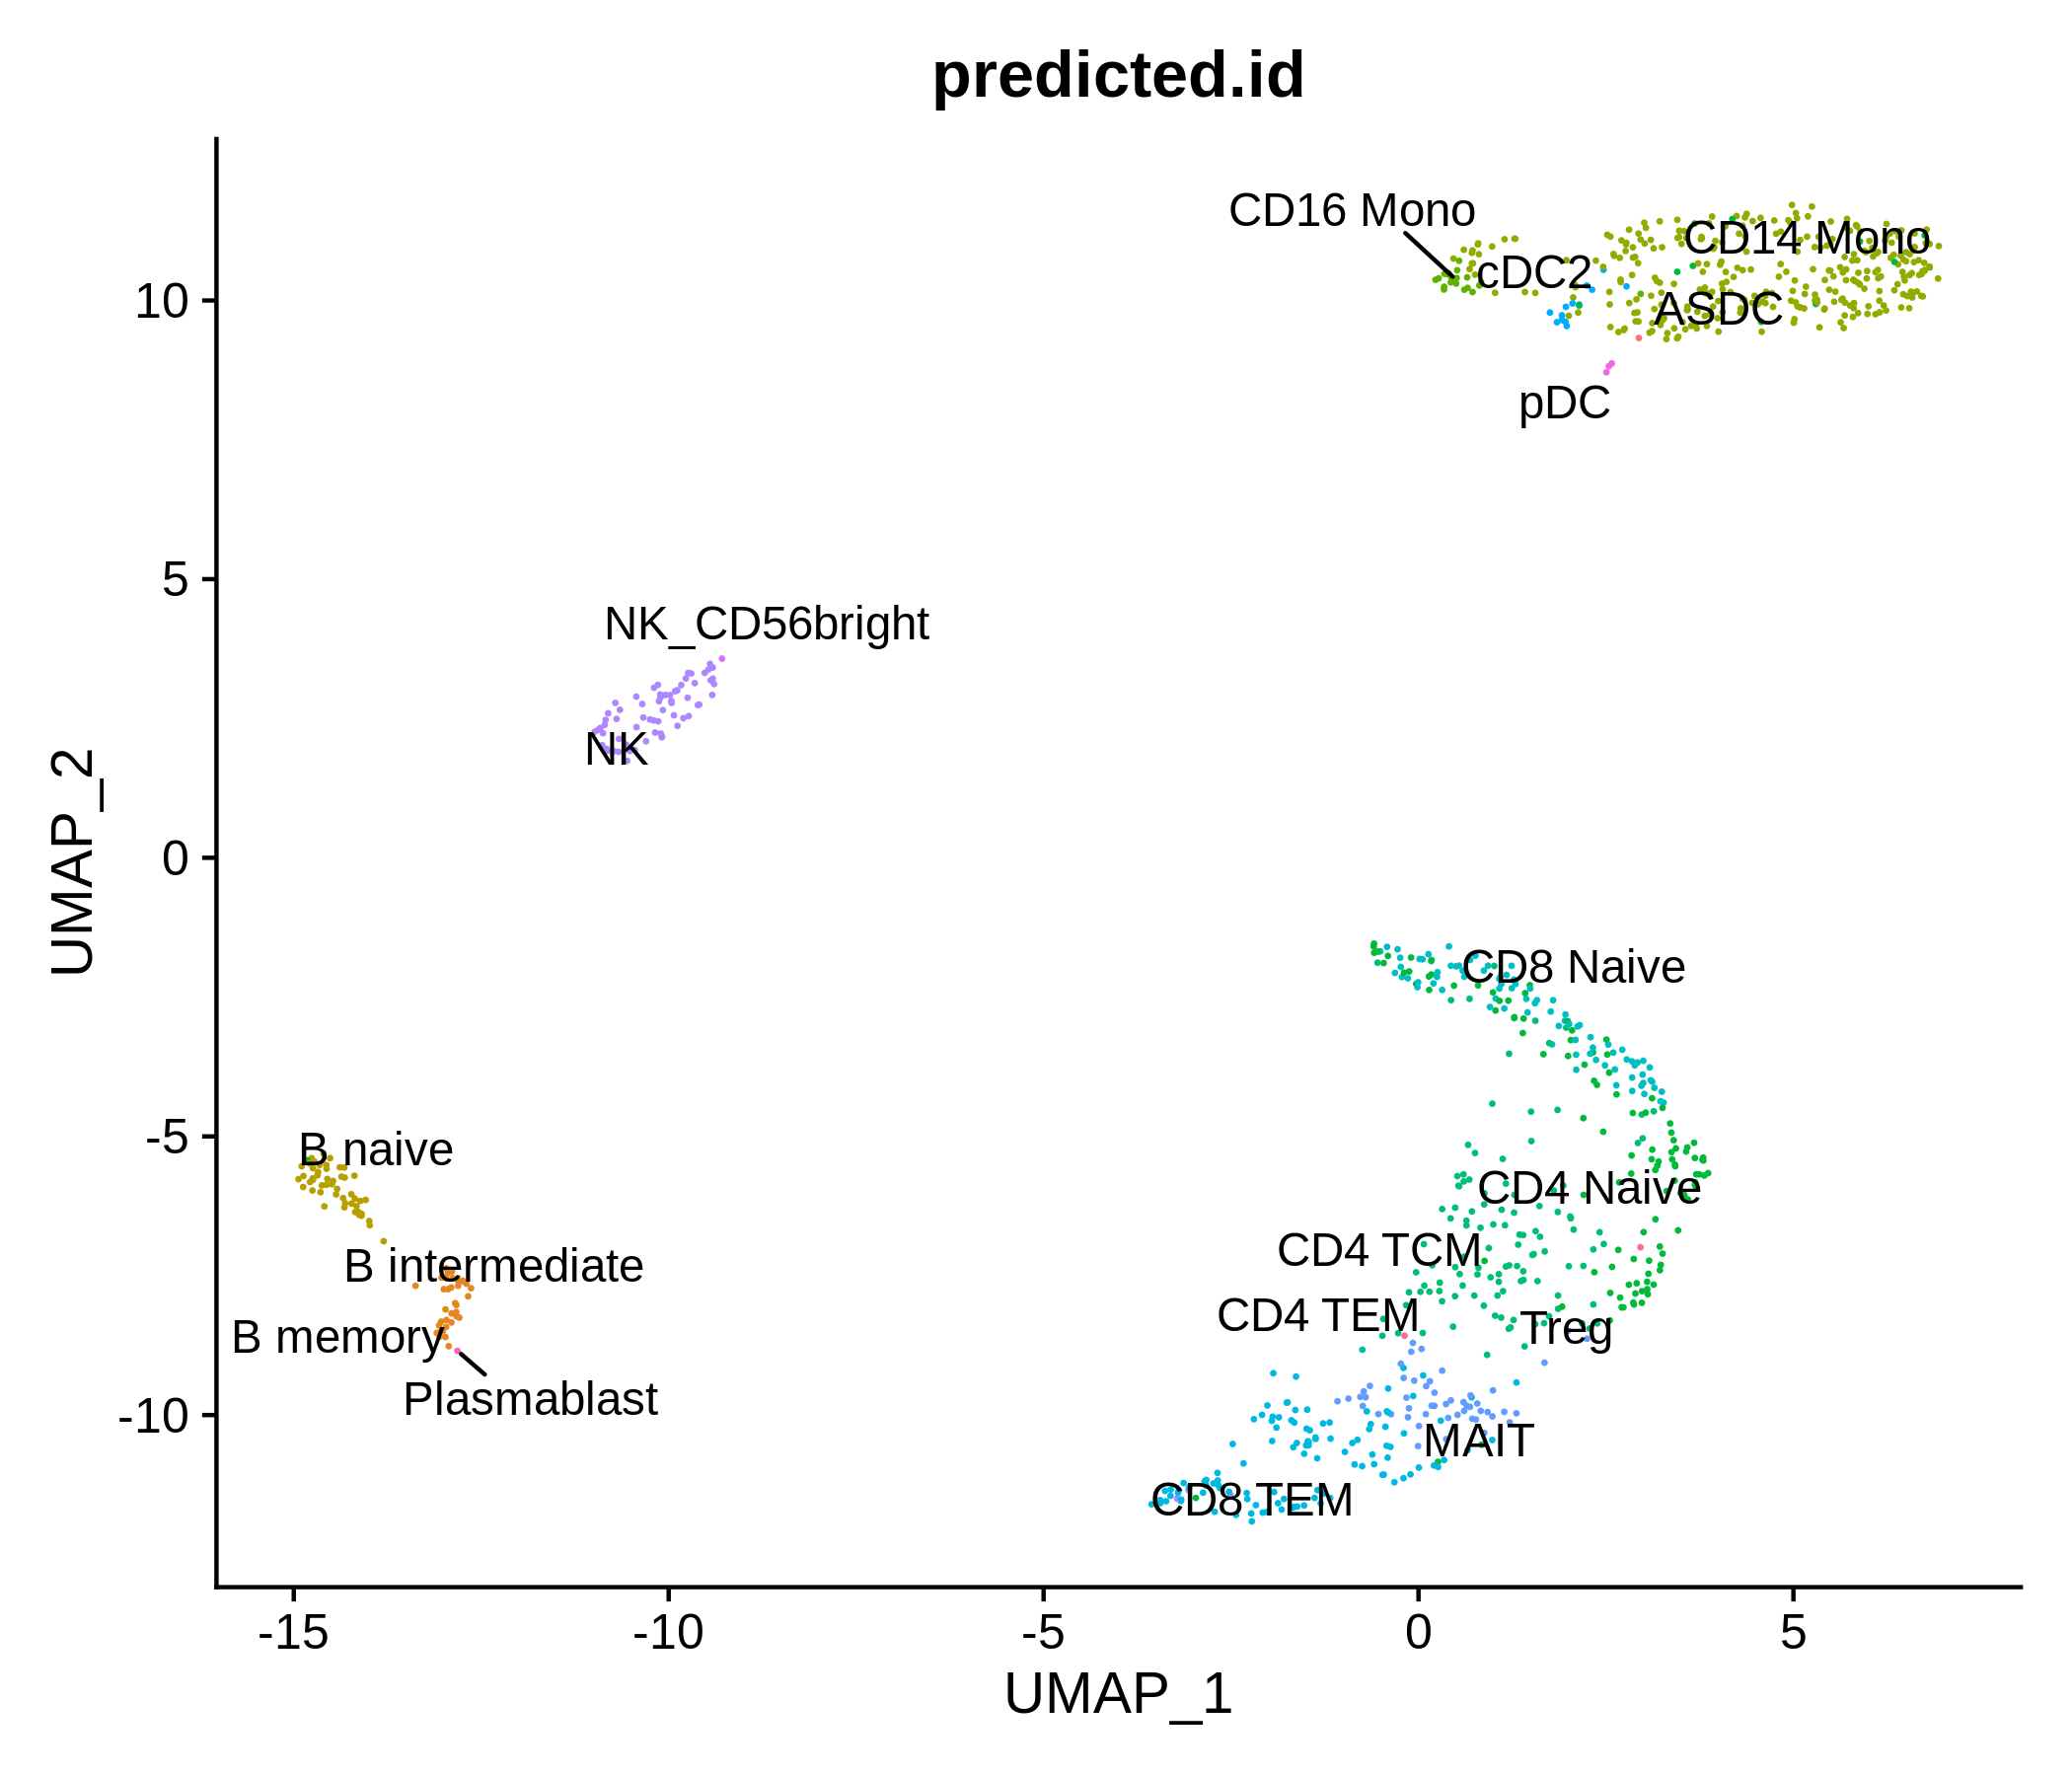 predicted.id
CD16 Mono
CD14 Mono
cDC2
ASDC
10
pDC
5
NK_CD56bright
NK
UMAP_2
0
CD8 Naive
-5
B naive
CD4 Naive
CD4 TCM
B intermediate
CD4 TEM
Treg
B memory
Plasmablast
-10
MAIT
CD8 TEM
-15
-10
-5
0
5
UMAP_1